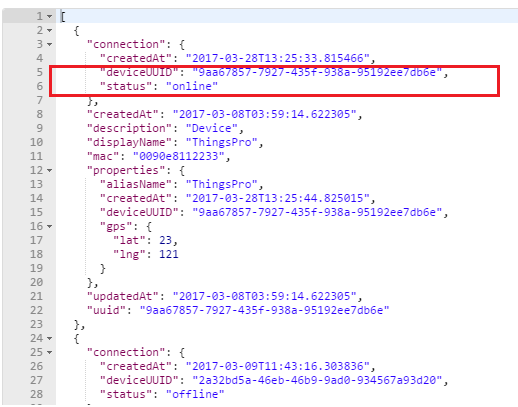 1 [
2 {
3 "connection": {
4 "createdAt": "2017-03-28T13:25:33.815466",
5 "deviceUUID": "9aa67857-7927-435f-938a-95192ee7db6e",
6 "status": "online"
7 },
8 "createdAt": "2017-03-08T03:59:14.622305",
9 "description": "Device",
10 "displayName": "ThingsPro",
11 "mac": "0090e8112233",
12 "properties": {
13 "aliasName": "ThingsPro",
14 "createdAt": "2017-03-28T13:25:44.825015",
15 "deviceUUID": "9aa67857-7927-435f-938a-95192ee7db6e",
16 "gps": {
17 "lat": 23,
18 "lng": 121
19 }
20 },
21 "updatedAt": "2017-03-08T03:59:14.622305",
22 "uuid": "9aa67857-7927-435f-938a-95192ee7db6e"
23 },
24 {
25 "connection": {
26 "createdAt": "2017-03-09T11:43:16.303836",
27 "deviceUUID": "2a32bd5a-46eb-46b9-9ad0-934567a93d20",
28 "status": "offline"